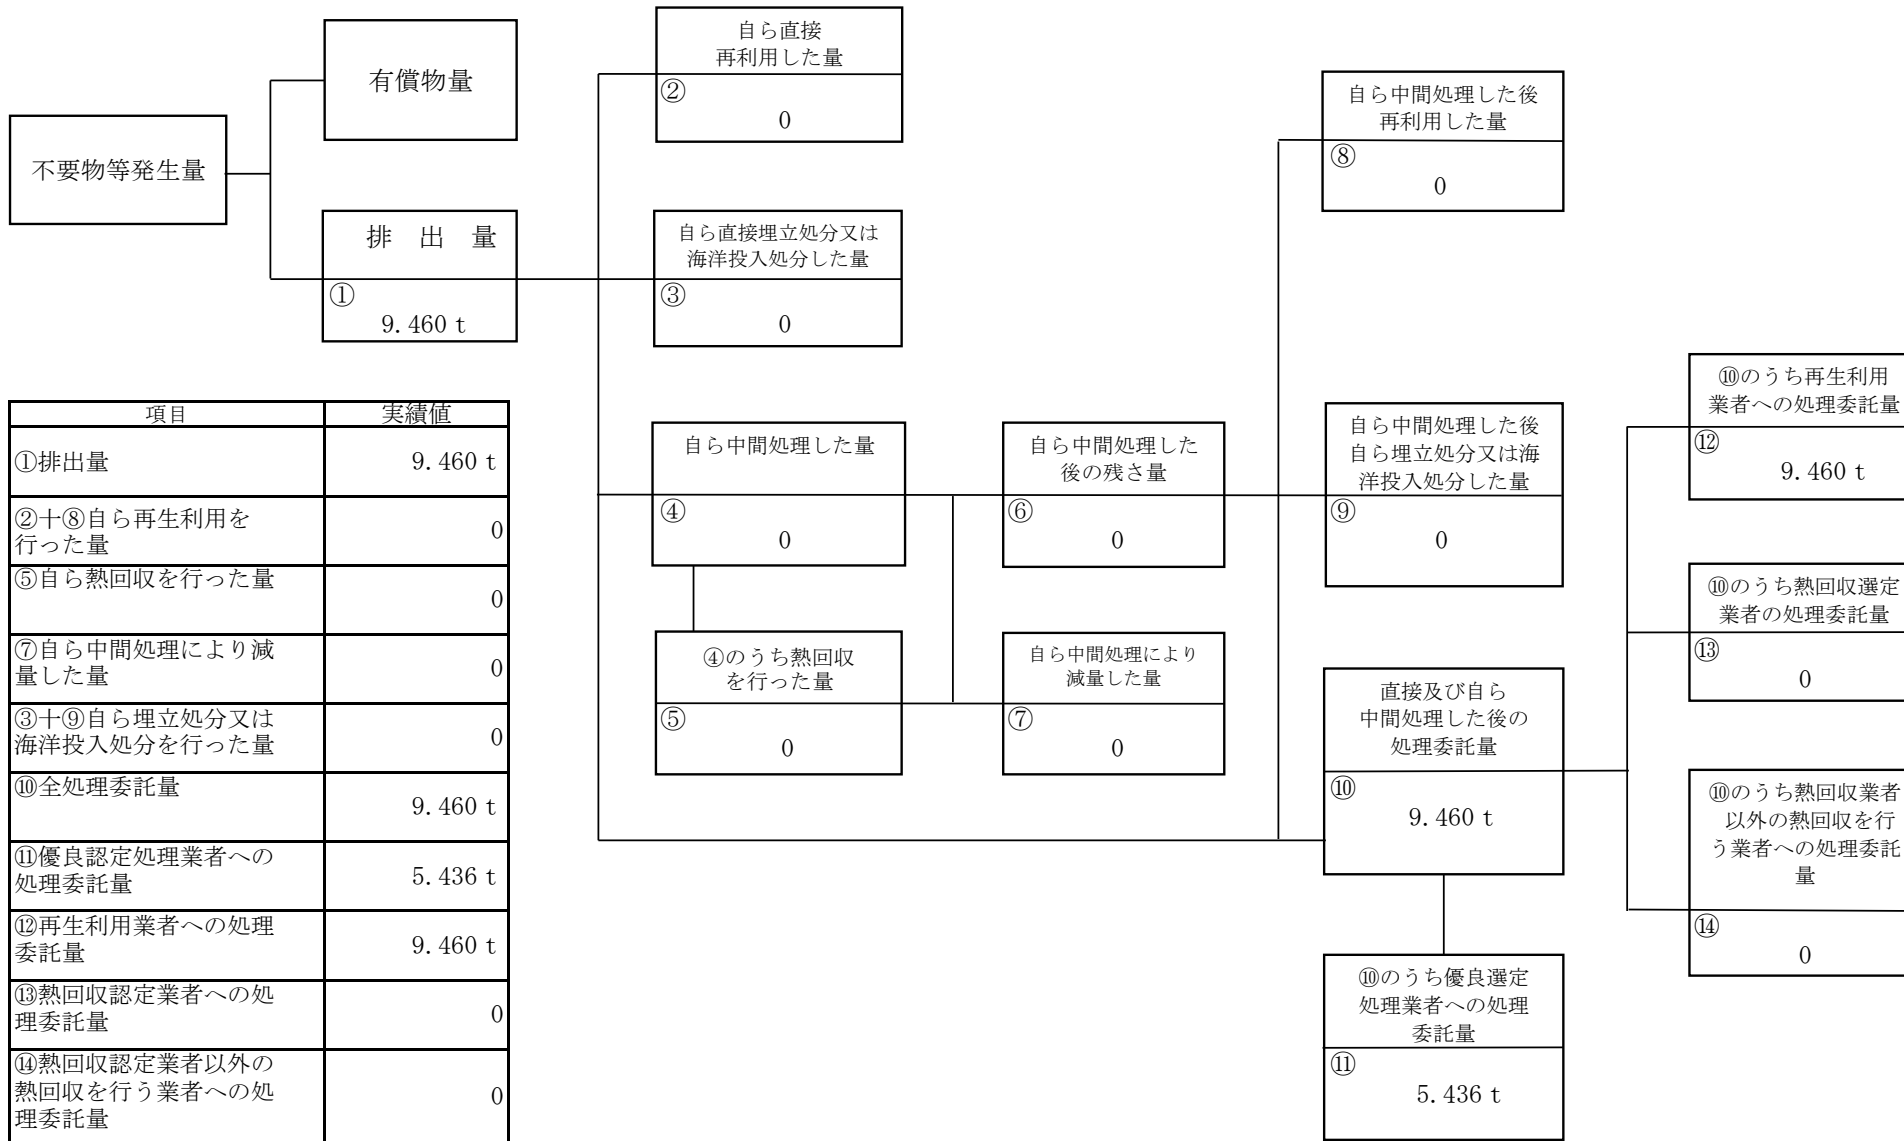 不要物等発生量
有償物量
排　出　量
①
9.460 t
自ら直接
再利用した量
②
0
自ら直接埋立処分又は
海洋投入処分した量
③
0
自ら中間処理した量
④
0
④のうち熱回収
を行った量
⑤
0
自ら中間処理した
後の残さ量
⑥
0
自ら中間処理により
減量した量
⑦
0
自ら中間処理した後
再利用した量
⑧
0
自ら中間処理した後
自ら埋立処分又は海
洋投入処分した量
⑨
0
直接及び自ら
中間処理した後の
処理委託量
⑩
9.460 t
⑩のうち優良選定
処理業者への処理
委託量
⑪
5.436 t
⑩のうち再生利用
業者への処理委託量
⑫
9.460 t
⑩のうち熱回収選定
業者の処理委託量
⑬
0
⑩のうち熱回収業者
以外の熱回収を行
う業者への処理委託
量
⑭
0
項目 実績値
①排出量 9.460 t
②十⑧自ら再生利用を
行った量 0
⑤自ら熱回収を行った量
0
⑦自ら中間処理により減
量した量 0
③十⑨自ら埋立処分又は
海洋投入処分を行った量 0
⑩全処理委託量
9.460 t
⑪優良認定処理業者への
処理委託量 5.436 t
⑫再生利用業者への処理
委託量 9.460 t
⑬熱回収認定業者への処
理委託量 0
⑭熱回収認定業者以外の
熱回収を行う業者への処 0
理委託量